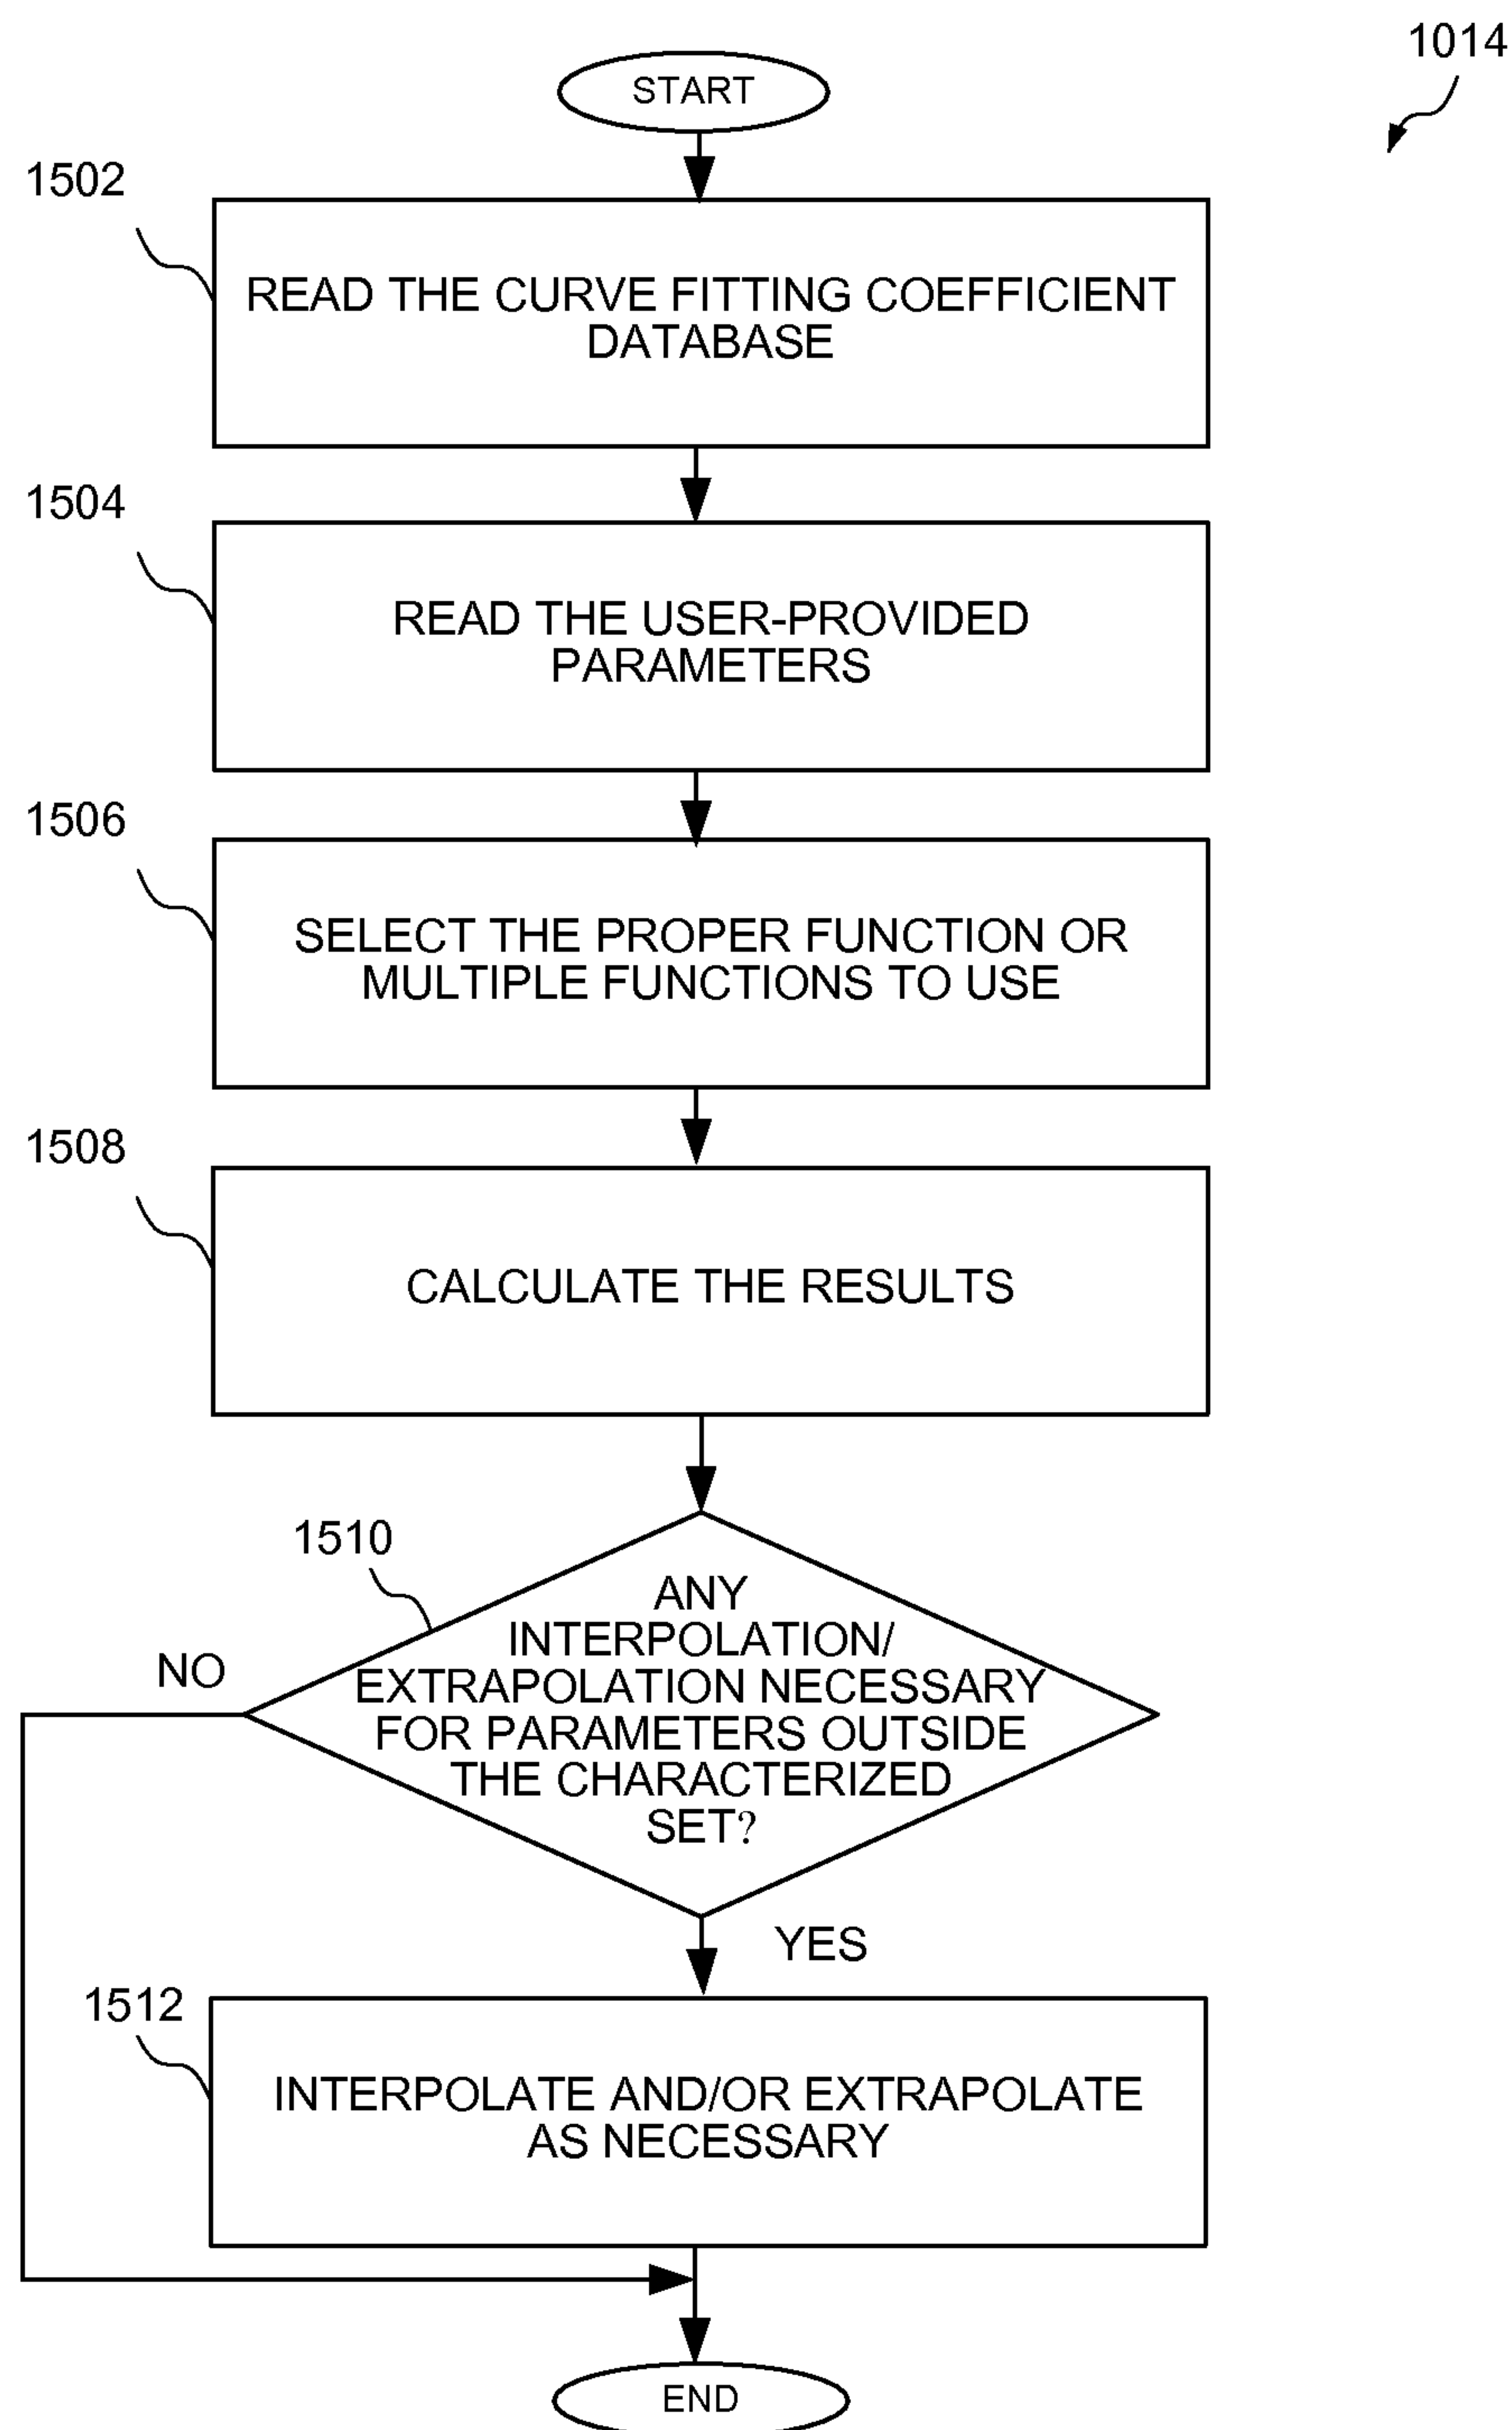 1014
START
1502
READ THE CURVE FITTING COEFFICIENT
DATABASE
1504
READ THE USER-PROVIDED
PARAMETERS
1506
SELECT THE PROPER FUNCTION OR
MULTIPLE FUNCTIONS TO USE
1508
CALCULATE THE RESULTS
1510
ANY
INTERPOLATION/
EXTRAPOLATION NECESSARY
FOR PARAMETERS OUTSIDE
THE CHARACTERIZED
SET?
NO
YES
1512
INTERPOLATE AND/OR EXTRAPOLATE
AS NECESSARY
END